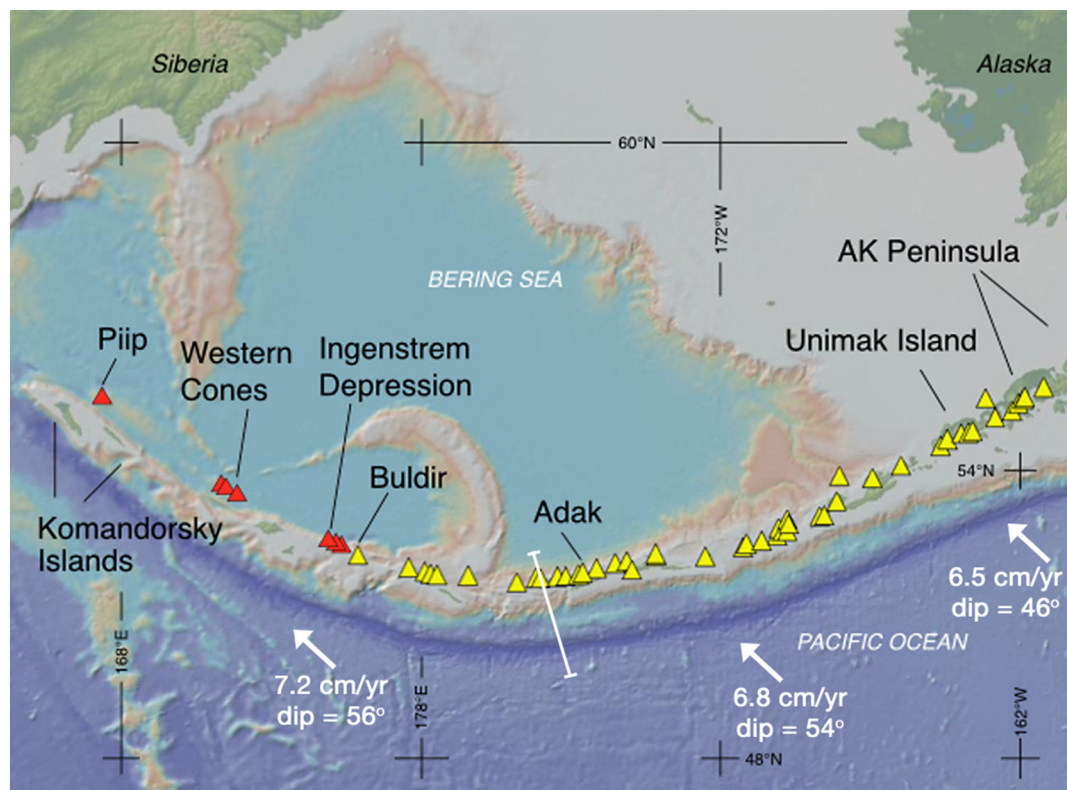 Siberia
Alaska
60°N
172°W
AK Peninsula
BERING SEA
Piip
Western
Cones
Ingenstrem
Depression
Unimak Island
54°N
Buldir
Adak
Komandorsky
Islands
6.5 cm/yr
dip = 46°
168°E
PACIFIC OCEAN
7.2 cm/yr
dip = 56°
178°E
6.8 cm/yr
dip = 54°
162°W
48°N